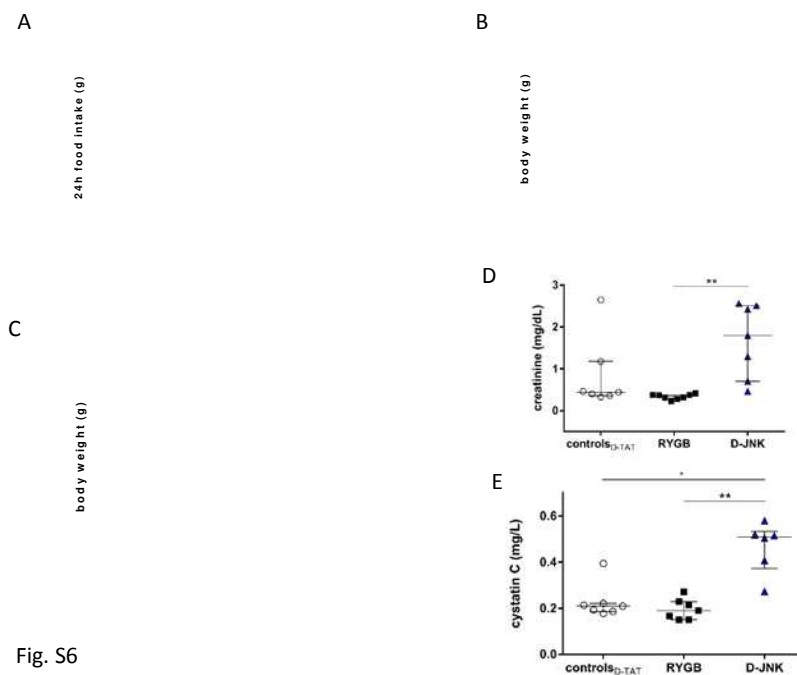 A
B
24h food intake (g)
body weight (g)
C
body weight (g)
D
**
3
2
1
0
creatinine (mg/dL)
controlsD-TAT RYGB D-JNK
E
*
**
0.6
0.4
0.2
0.0
cystatin C (mg/L)
controlsD-TAT RYGB D-JNK
Fig. S6